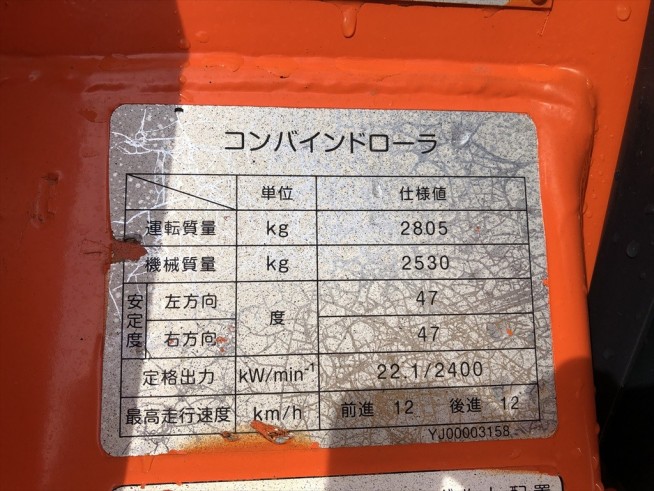 コンバインドローラ
単位 仕様値
運転質量 kg 2805
機械質量 kg 2530
安定度 左方向 度 47
右方向 47
定格出力 kW/min⁻¹ 22.1/2400
最高走行速度 km/h 前進 12 後進 12
YJ00003158
配置